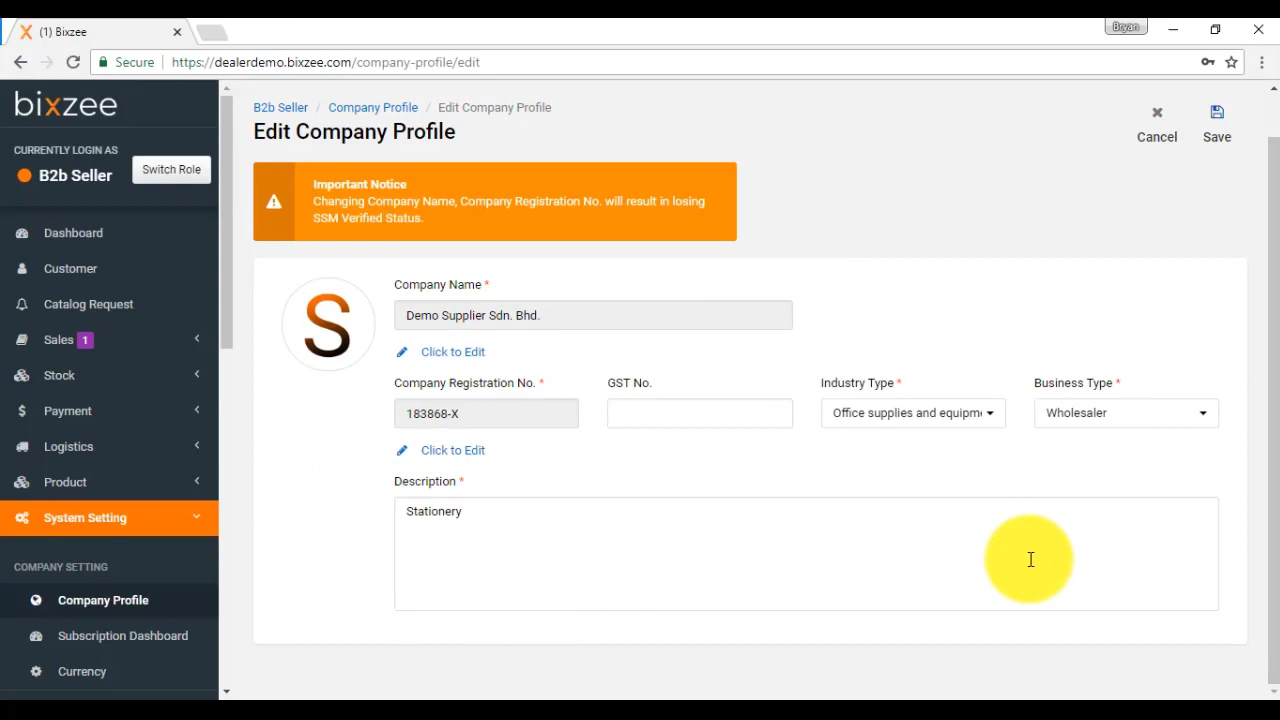 (1) Bixzee
Bryan
Secure
https://dealerdemo.bixzee.com/company-profile/edit
bixzee
CURRENTLY LOGIN AS
B2b Seller
Switch Role
Dashboard
Customer
Catalog Request
Sales 1
Stock
$ Payment
Logistics
Product
System Setting
COMPANY SETTING
Company Profile
Subscription Dashboard
Currency
B2b Seller / Company Profile / Edit Company Profile
Edit Company Profile
Cancel
Save
Important Notice
Changing Company Name, Company Registration No. will result in losing
SSM Verified Status.
S
Company Name *
Demo Supplier Sdn. Bhd.
Click to Edit
Company Registration No. *
183868-X
Click to Edit
GST No.
Industry Type *
Office supplies and equipm
Business Type *
Wholesaler
Description *
Stationery